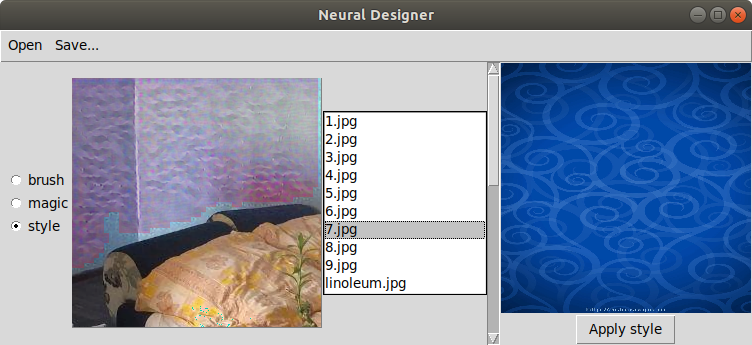 Neural Designer
Open Save...
brush
magic
style
1.jpg
2.jpg
3.jpg
4.jpg
5.jpg
6.jpg
7.jpg
8.jpg
9.jpg
linoleum.jpg
Apply style